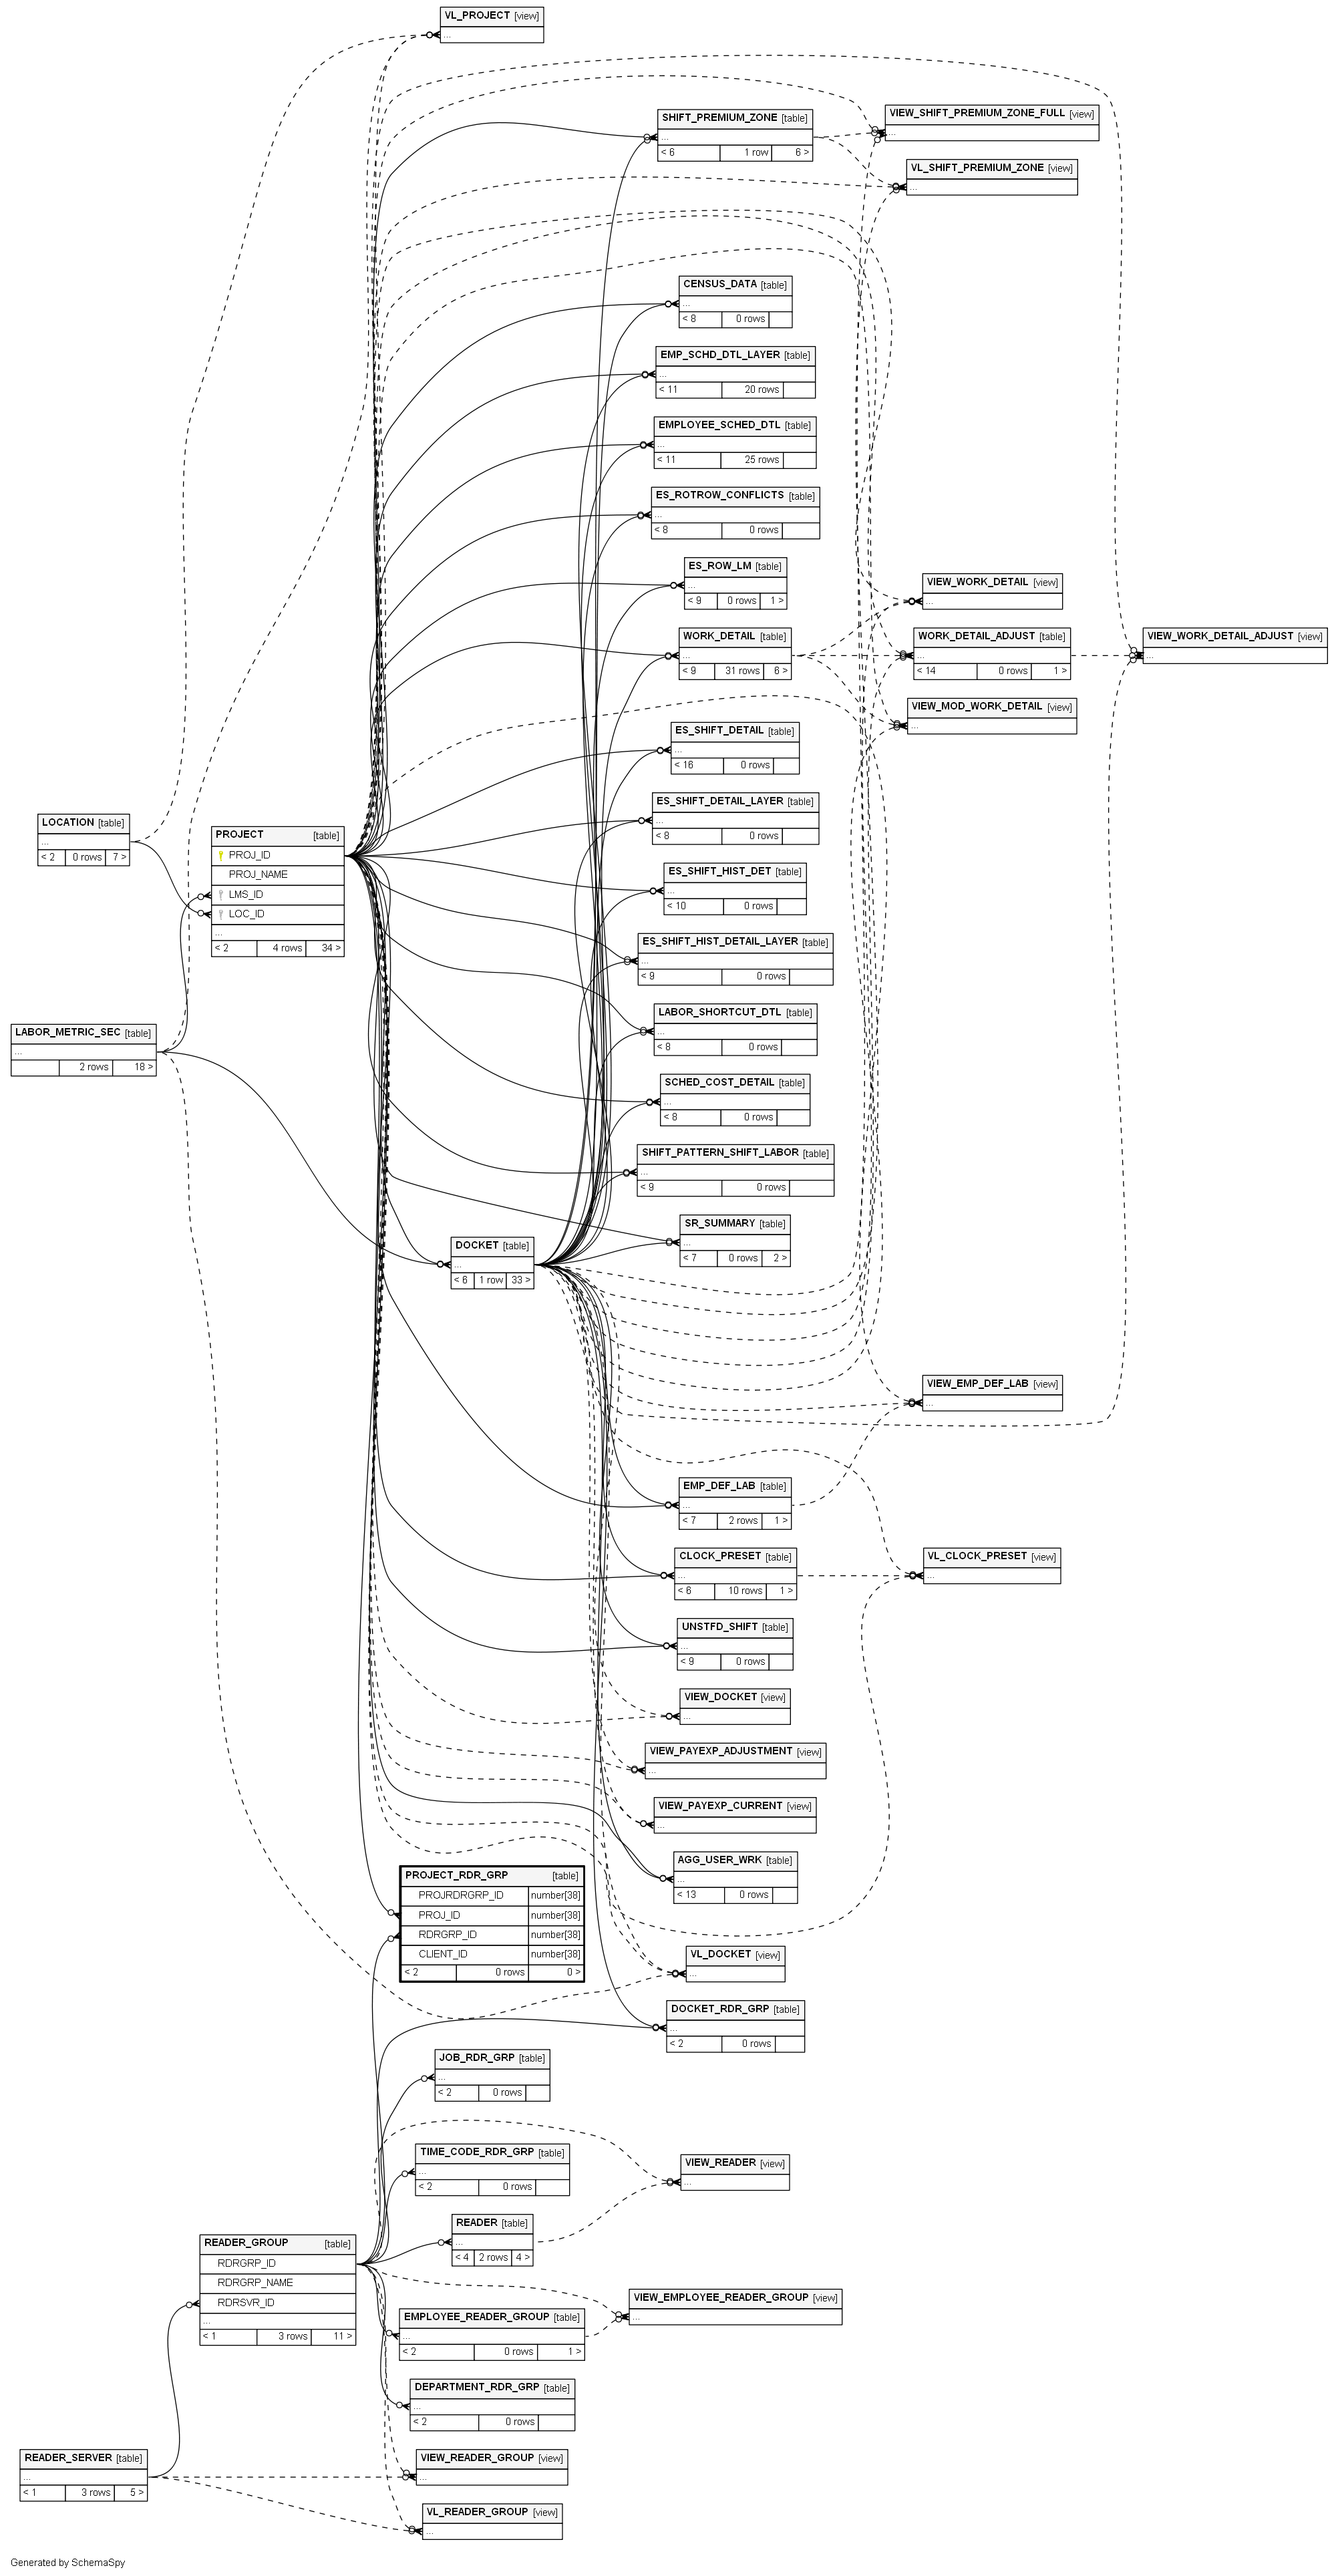 VL_PROJECT [view]
...
SHIFT_PREMIUM_ZONE [table]
...
< 6 1 row 6 >
VIEW_SHIFT_PREMIUM_ZONE_FULL [view]
...
VL_SHIFT_PREMIUM_ZONE [view]
...
CENSUS_DATA [table]
...
< 8 0 rows
EMP_SCHD_DTL_LAYER [table]
...
< 11 20 rows
EMPLOYEE_SCHED_DTL [table]
...
< 11 25 rows
ES_ROTROW_CONFLICTS [table]
...
< 8 0 rows
ES_ROW_LM [table]
...
< 9 0 rows 1 >
VIEW_WORK_DETAIL [view]
...
WORK_DETAIL [table]
...
< 9 31 rows 6 >
WORK_DETAIL_ADJUST [table]
...
< 14 0 rows 1 >
VIEW_WORK_DETAIL_ADJUST [view]
...
VIEW_MOD_WORK_DETAIL [view]
...
ES_SHIFT_DETAIL [table]
...
< 16 0 rows
ES_SHIFT_DETAIL_LAYER [table]
...
< 8 0 rows
LOCATION [table]
...
< 2 0 rows 7 >
PROJECT [table]
PROJ_ID
PROJ_NAME
LMS_ID
LOC_ID
...
< 2 4 rows 34 >
ES_SHIFT_HIST_DET [table]
...
< 10 0 rows
ES_SHIFT_HIST_DETAIL_LAYER [table]
...
< 9 0 rows
LABOR_SHORTCUT_DTL [table]
...
< 8 0 rows
LABOR_METRIC_SEC [table]
...
2 rows 18 >
SCHED_COST_DETAIL [table]
...
< 8 0 rows
SHIFT_PATTERN_SHIFT_LABOR [table]
...
< 9 0 rows
SR_SUMMARY [table]
...
< 7 0 rows 2 >
DOCKET [table]
...
< 6 1 row 33 >
VIEW_EMP_DEF_LAB [view]
...
EMP_DEF_LAB [table]
...
< 7 2 rows 1 >
CLOCK_PRESET [table]
...
< 6 10 rows 1 >
VL_CLOCK_PRESET [view]
...
UNSTFD_SHIFT [table]
...
< 9 0 rows
VIEW_DOCKET [view]
...
VIEW_PAYEXP_ADJUSTMENT [view]
...
VIEW_PAYEXP_CURRENT [view]
...
AGG_USER_WRK [table]
...
< 13 0 rows
PROJECT_RDR_GRP [table]
PROJRDRGRP_ID number[38]
PROJ_ID number[38]
RDRGRP_ID number[38]
CLIENT_ID number[38]
< 2 0 rows 0 >
VL_DOCKET [view]
...
DOCKET_RDR_GRP [table]
...
< 2 0 rows
JOB_RDR_GRP [table]
...
< 2 0 rows
TIME_CODE_RDR_GRP [table]
...
< 2 0 rows
VIEW_READER [view]
...
READER [table]
...
< 4 2 rows 4 >
READER_GROUP [table]
RDRGRP_ID
RDRGRP_NAME
RDRSVR_ID
...
< 1 3 rows 11 >
VIEW_EMPLOYEE_READER_GROUP [view]
...
EMPLOYEE_READER_GROUP [table]
...
< 2 0 rows 1 >
DEPARTMENT_RDR_GRP [table]
...
< 2 0 rows
READER_SERVER [table]
...
< 1 3 rows 5 >
VIEW_READER_GROUP [view]
...
VL_READER_GROUP [view]
...
Generated by SchemaSpy